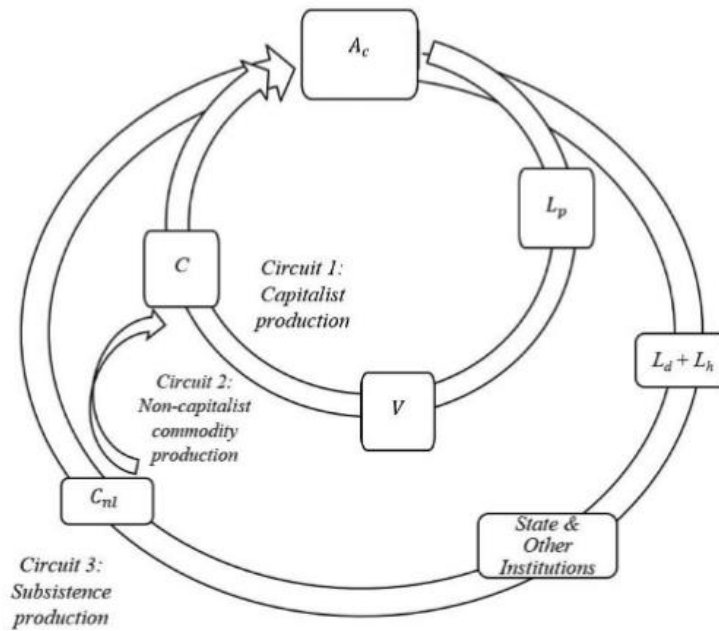 A_c
L_p
C
Circuit 1:
Capitalist
production
L_d + L_h
Circuit 2:
Non-capitalist
commodity
production
V
C_nl
State &
Other
Institutions
Circuit 3:
Subsistence
production